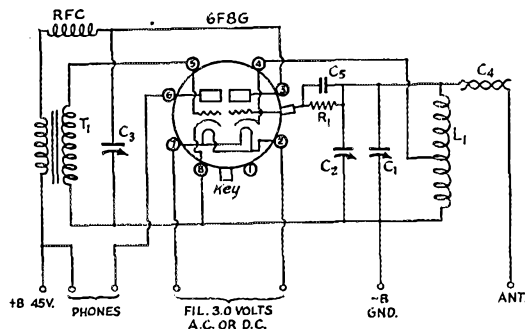 RFC
6F8G
5
4
6
3
C5
C4
R1
T1
C3
L1
7
2
C2
C1
8
1
Key
+B 45V.
PHONES
FIL. 3.0 VOLTS
A.C. OR D.C.
-B
GND.
ANT.